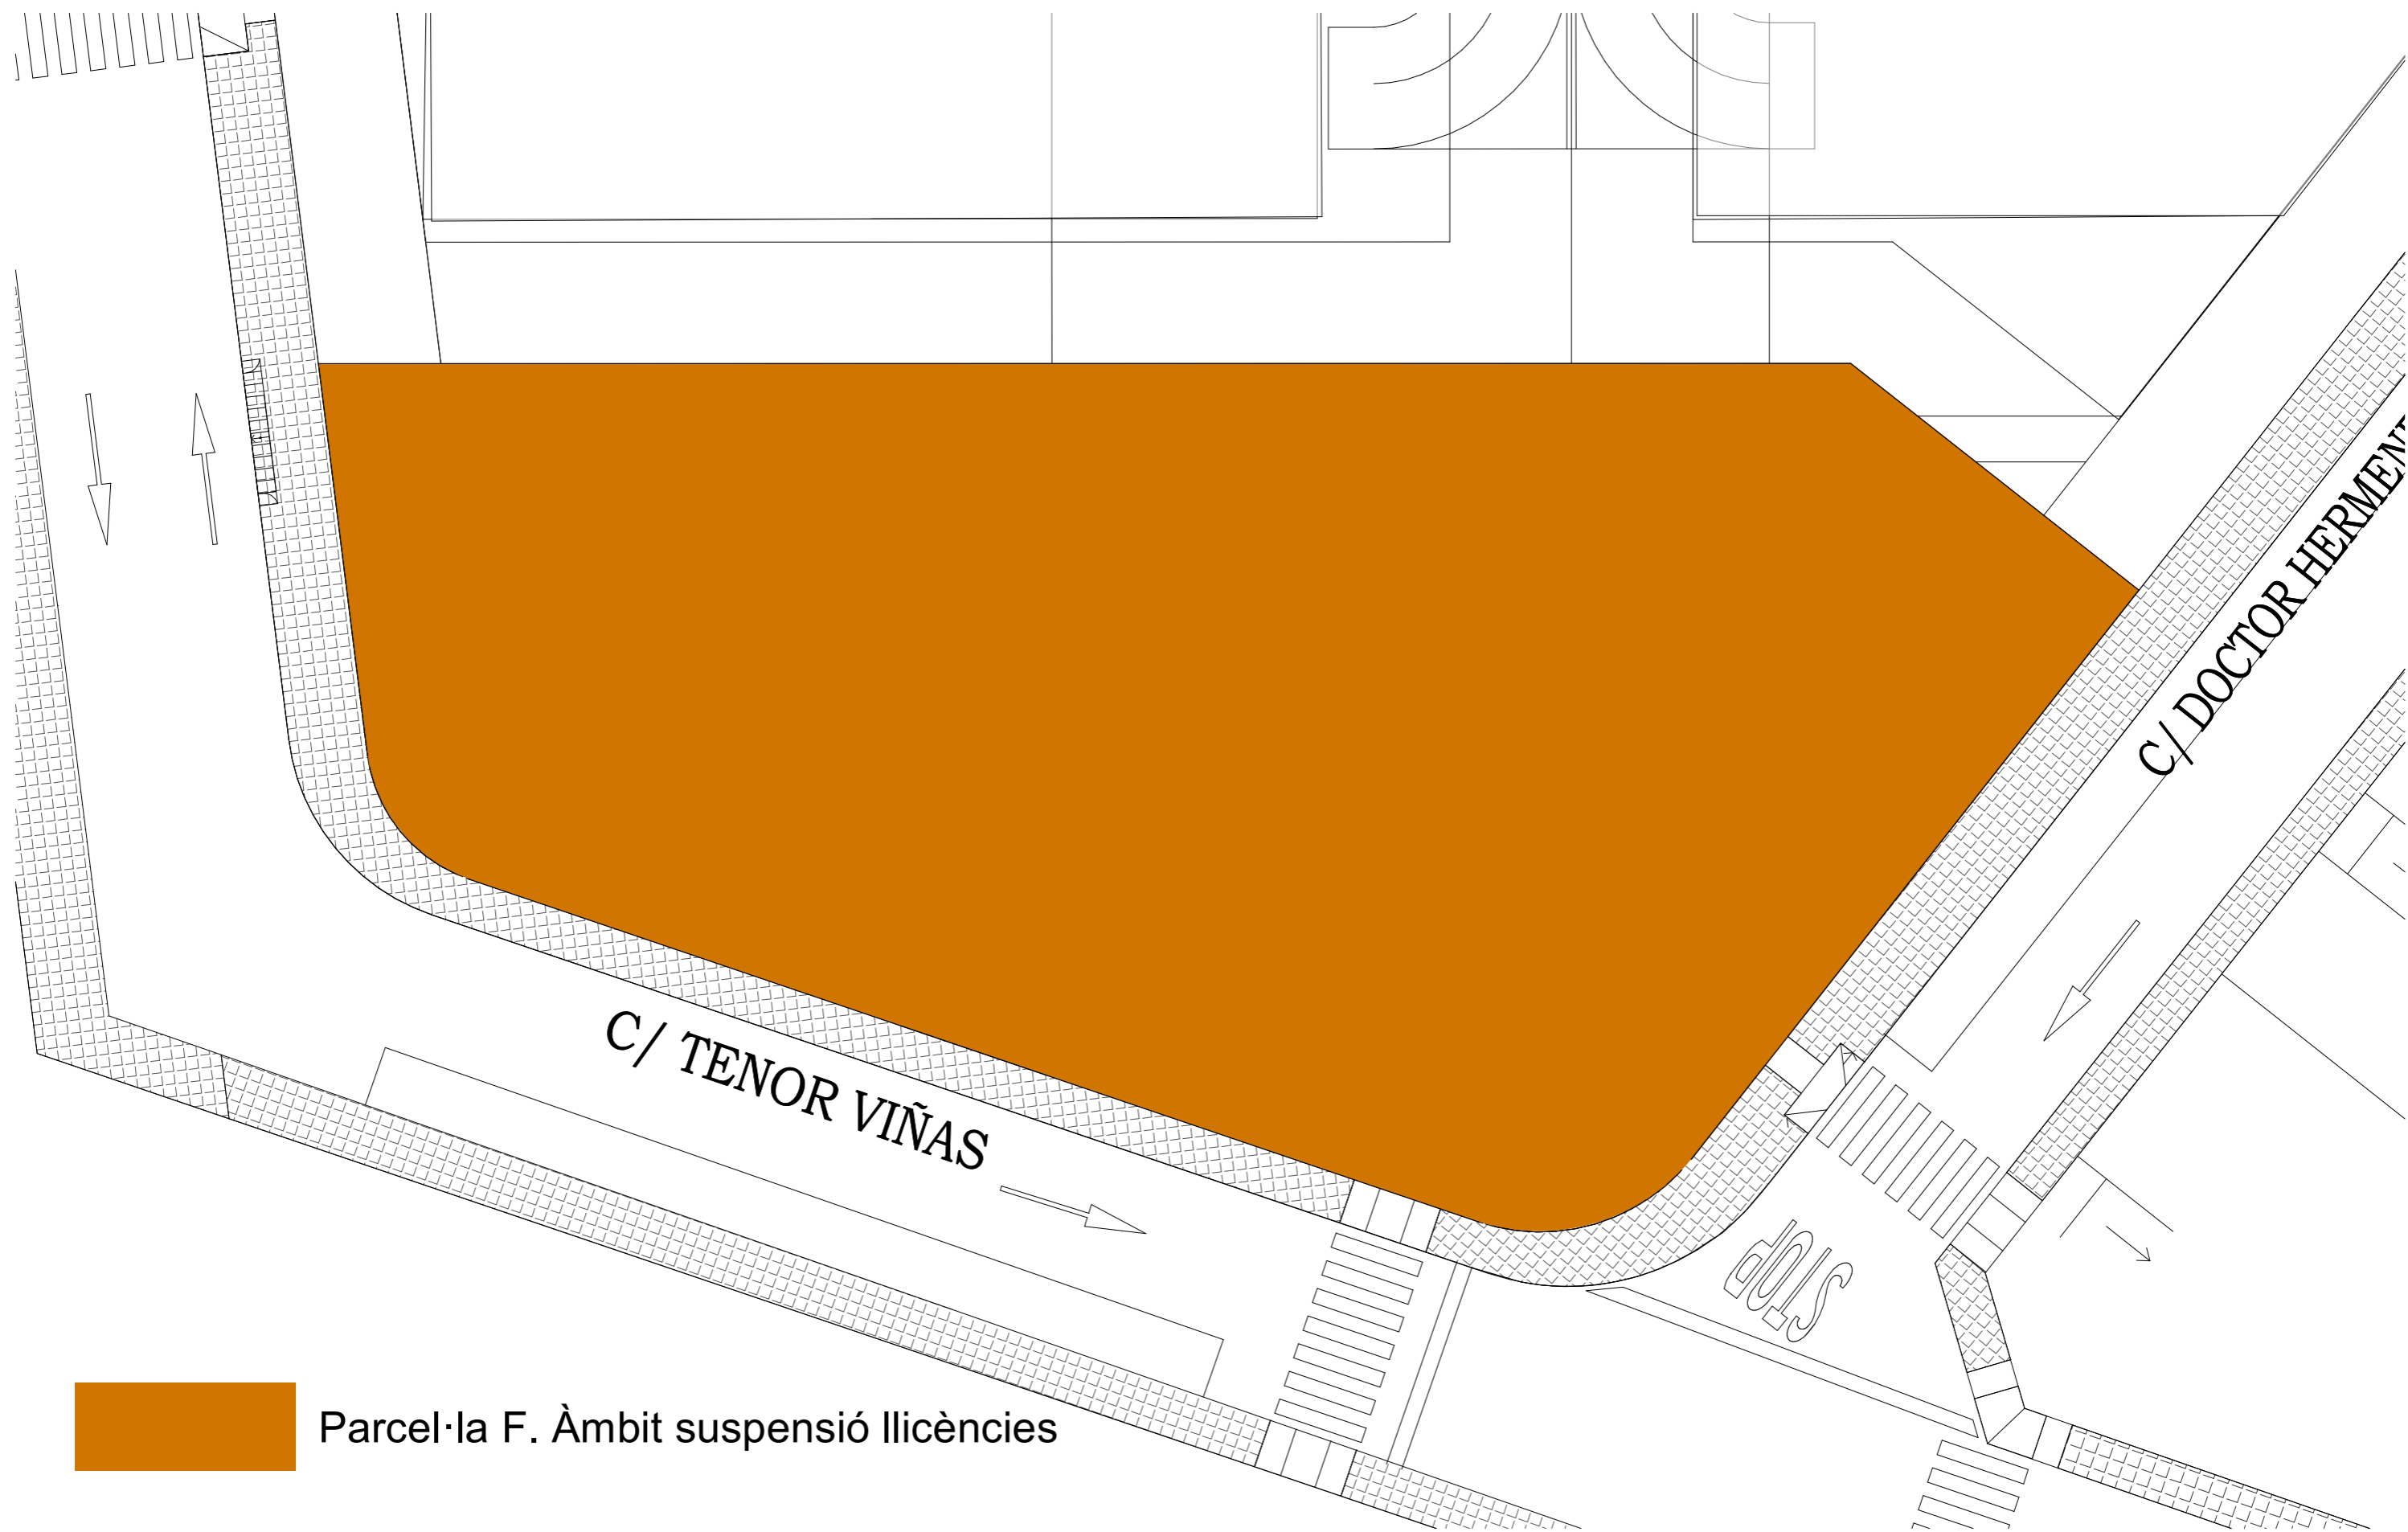 C/ DOCTOR HERMEN
C/ TENOR VIÑAS
STOP
Parcel·la F. Àmbit suspensió llicències